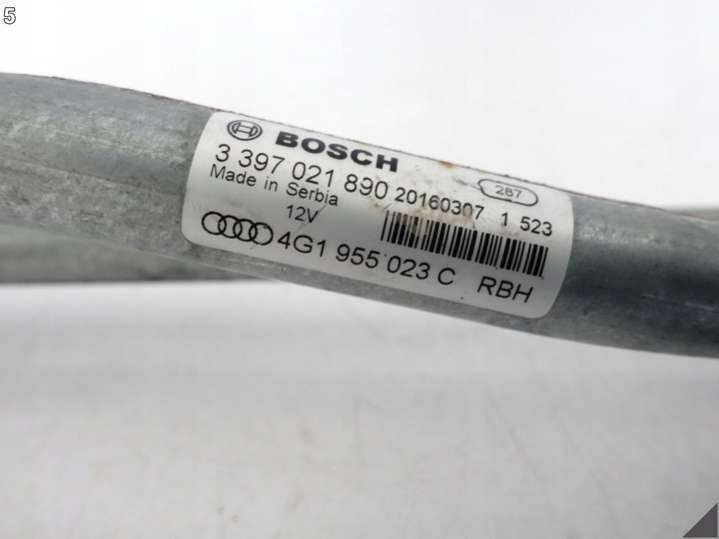 5
BOSCH
287
3 397 021 890 20160307 1 523
Made in Serbia
12V
4G1 955 023 C RBH